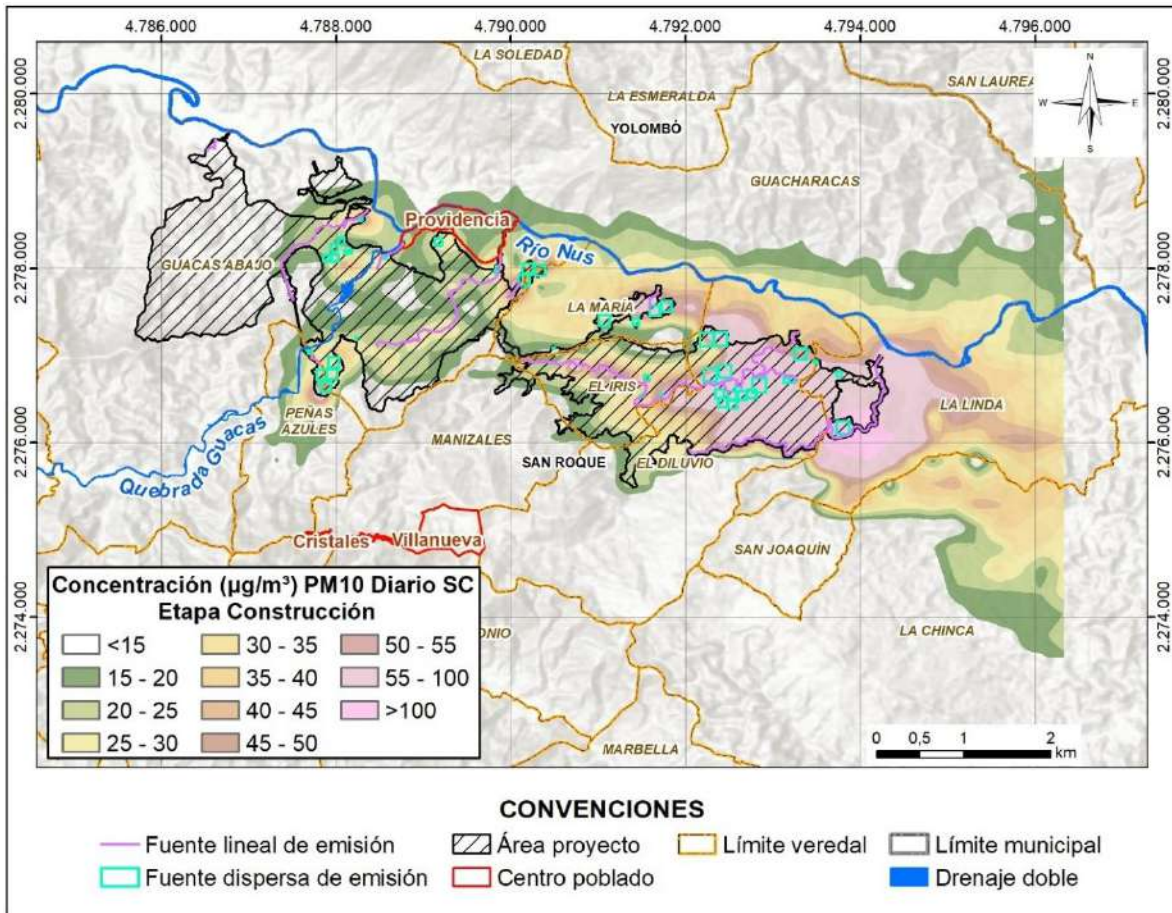 4.786.000 4.788.000 4.790.000 4.792.000 4.794.000 4.796.000
LA SOLEDAD
2.280.000
SAN LAUREA
2.280.000
N
W E
S
LA ESMERALDA
YOLOMBÓ
GUACHARACAS
Providencia
Río Nus
2.278.000
GUACAS ABAJO
2.278.000
LA MARÍA
EL IRIS
LA LINDA
PEÑAS
AZULES
MANIZALES
2.276.000
2.276.000
SAN ROQUE
EL DILUVIO
Quebrada Guacas
Cristales
Villanueva
SAN JOAQUÍN
Concentración (µg/m³) PM10 Diario SC
Etapa Construcción
<15 30 - 35 50 - 55
15 - 20 35 - 40 55 - 100
20 - 25 40 - 45 >100
25 - 30 45 - 50
2.274.000
2.274.000
ONIO
LA CHINCA
MARBELLA
0 0,5 1 2
km
CONVENCIONES
Fuente lineal de emisión Área proyecto Límite veredal Límite municipal
Fuente dispersa de emisión Centro poblado Drenaje doble